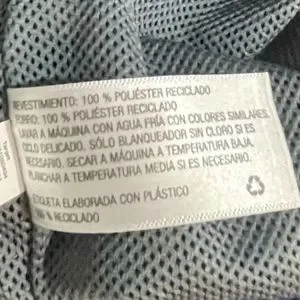 REVESTIMIENTO: 100 % POLIÉSTER RECICLADO
FORRO: 100 % POLIÉSTER RECICLADO
LAVAR A MÁQUINA CON AGUA FRÍA CON COLORES SIMILARES,
CICLO DELICADO. SÓLO BLANQUEADOR SIN CLORO SI ES
NECESARIO. SECAR A MÁQUINA A TEMPERATURA BAJA.
PLANCHAR A TEMPERATURA MEDIA SI ES NECESARIO.
ETIQUETA ELABORADA CON PLÁSTICO
100 % RECICLADO